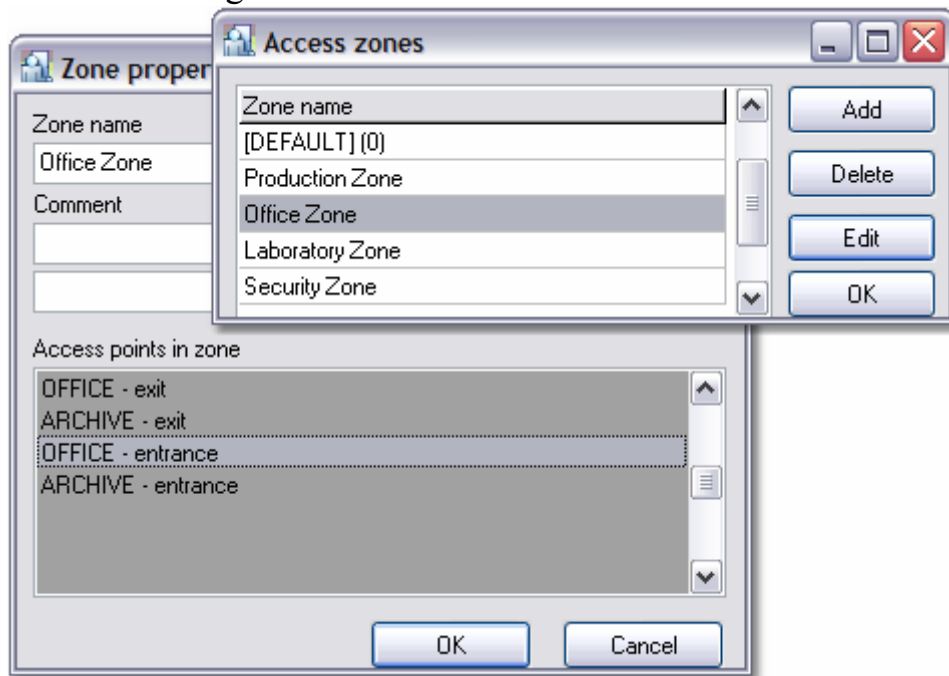 Access zones
Zone name
[DEFAULT] (0)
Production Zone
Office Zone
Laboratory Zone
Security Zone
Add
Delete
Edit
OK
Zone proper
Zone name
Office Zone
Comment
Access points in zone
OFFICE - exit
ARCHIVE - exit
OFFICE - entrance
ARCHIVE - entrance
OK
Cancel